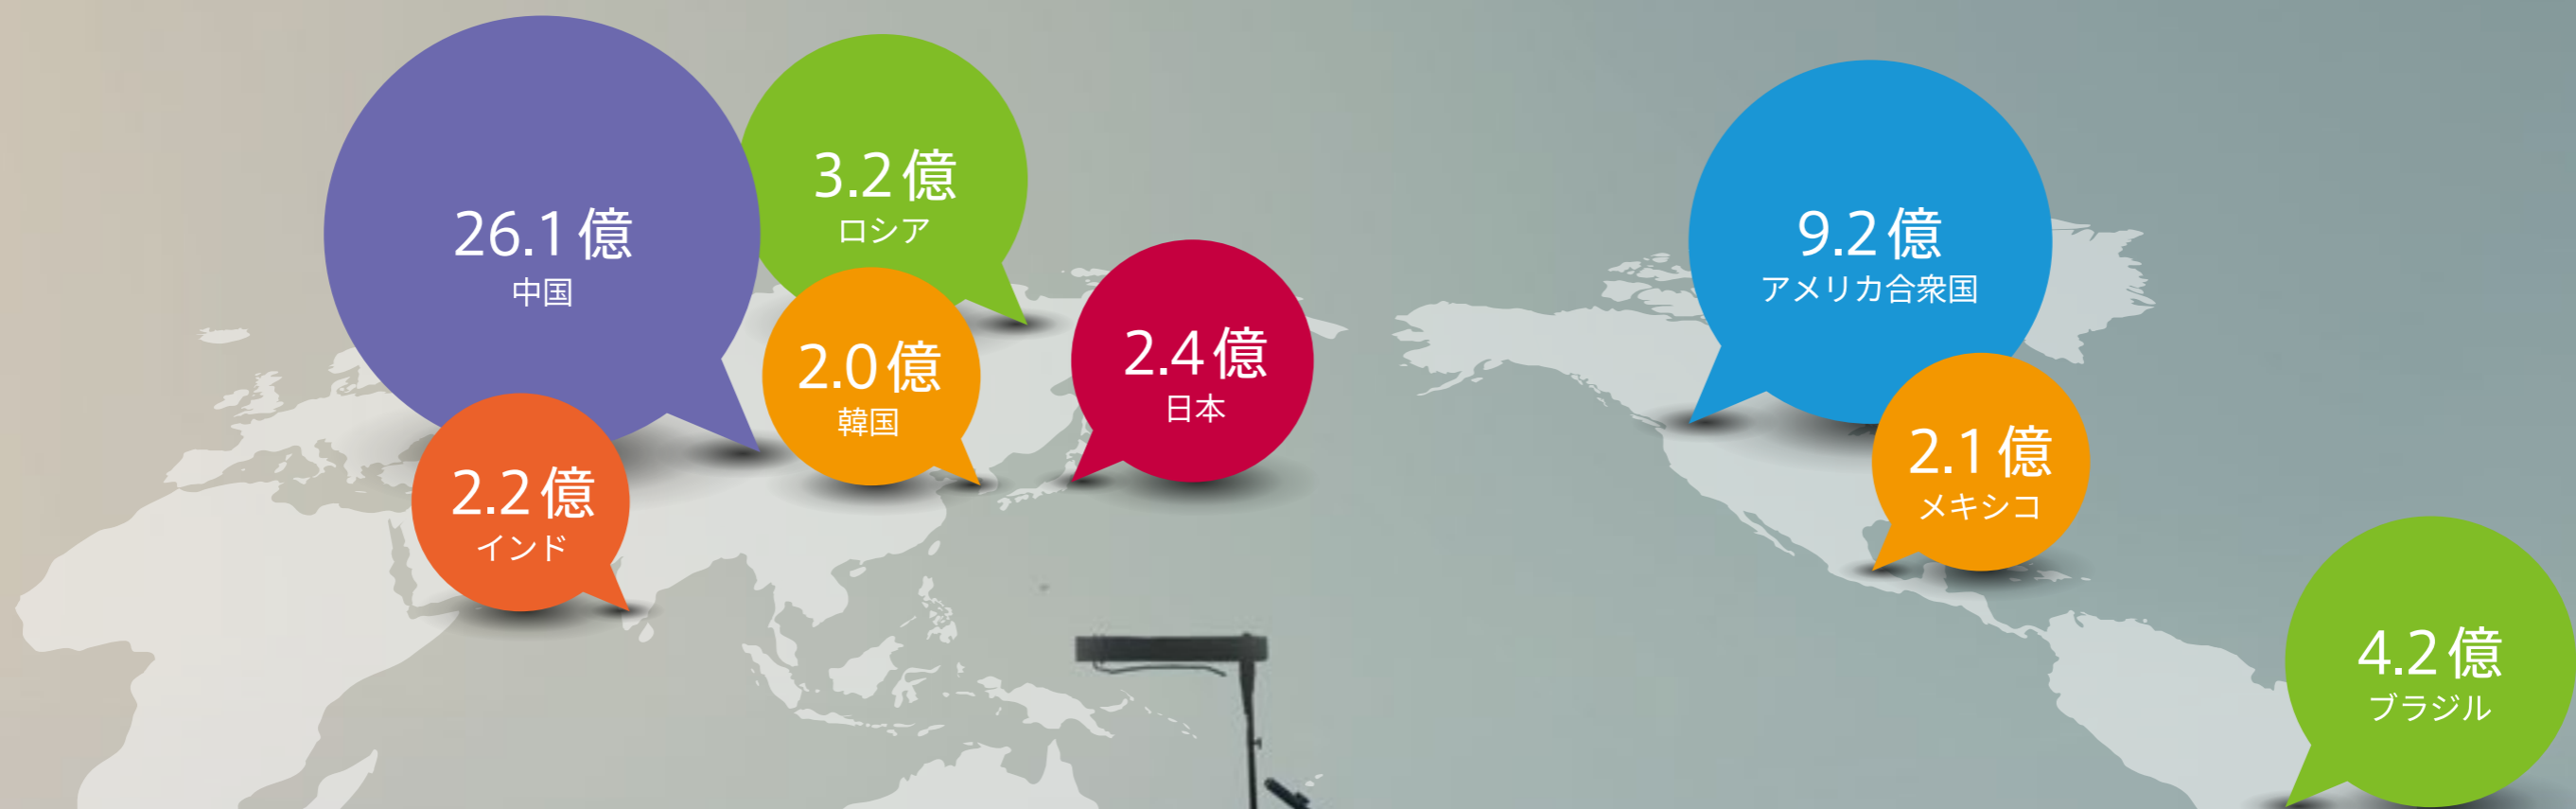 26.1億
中国
3.2億
ロシア
2.0億
韓国
2.4億
日本
2.2億
インド
9.2億
アメリカ合衆国
2.1億
メキシコ
4.2億
ブラジル